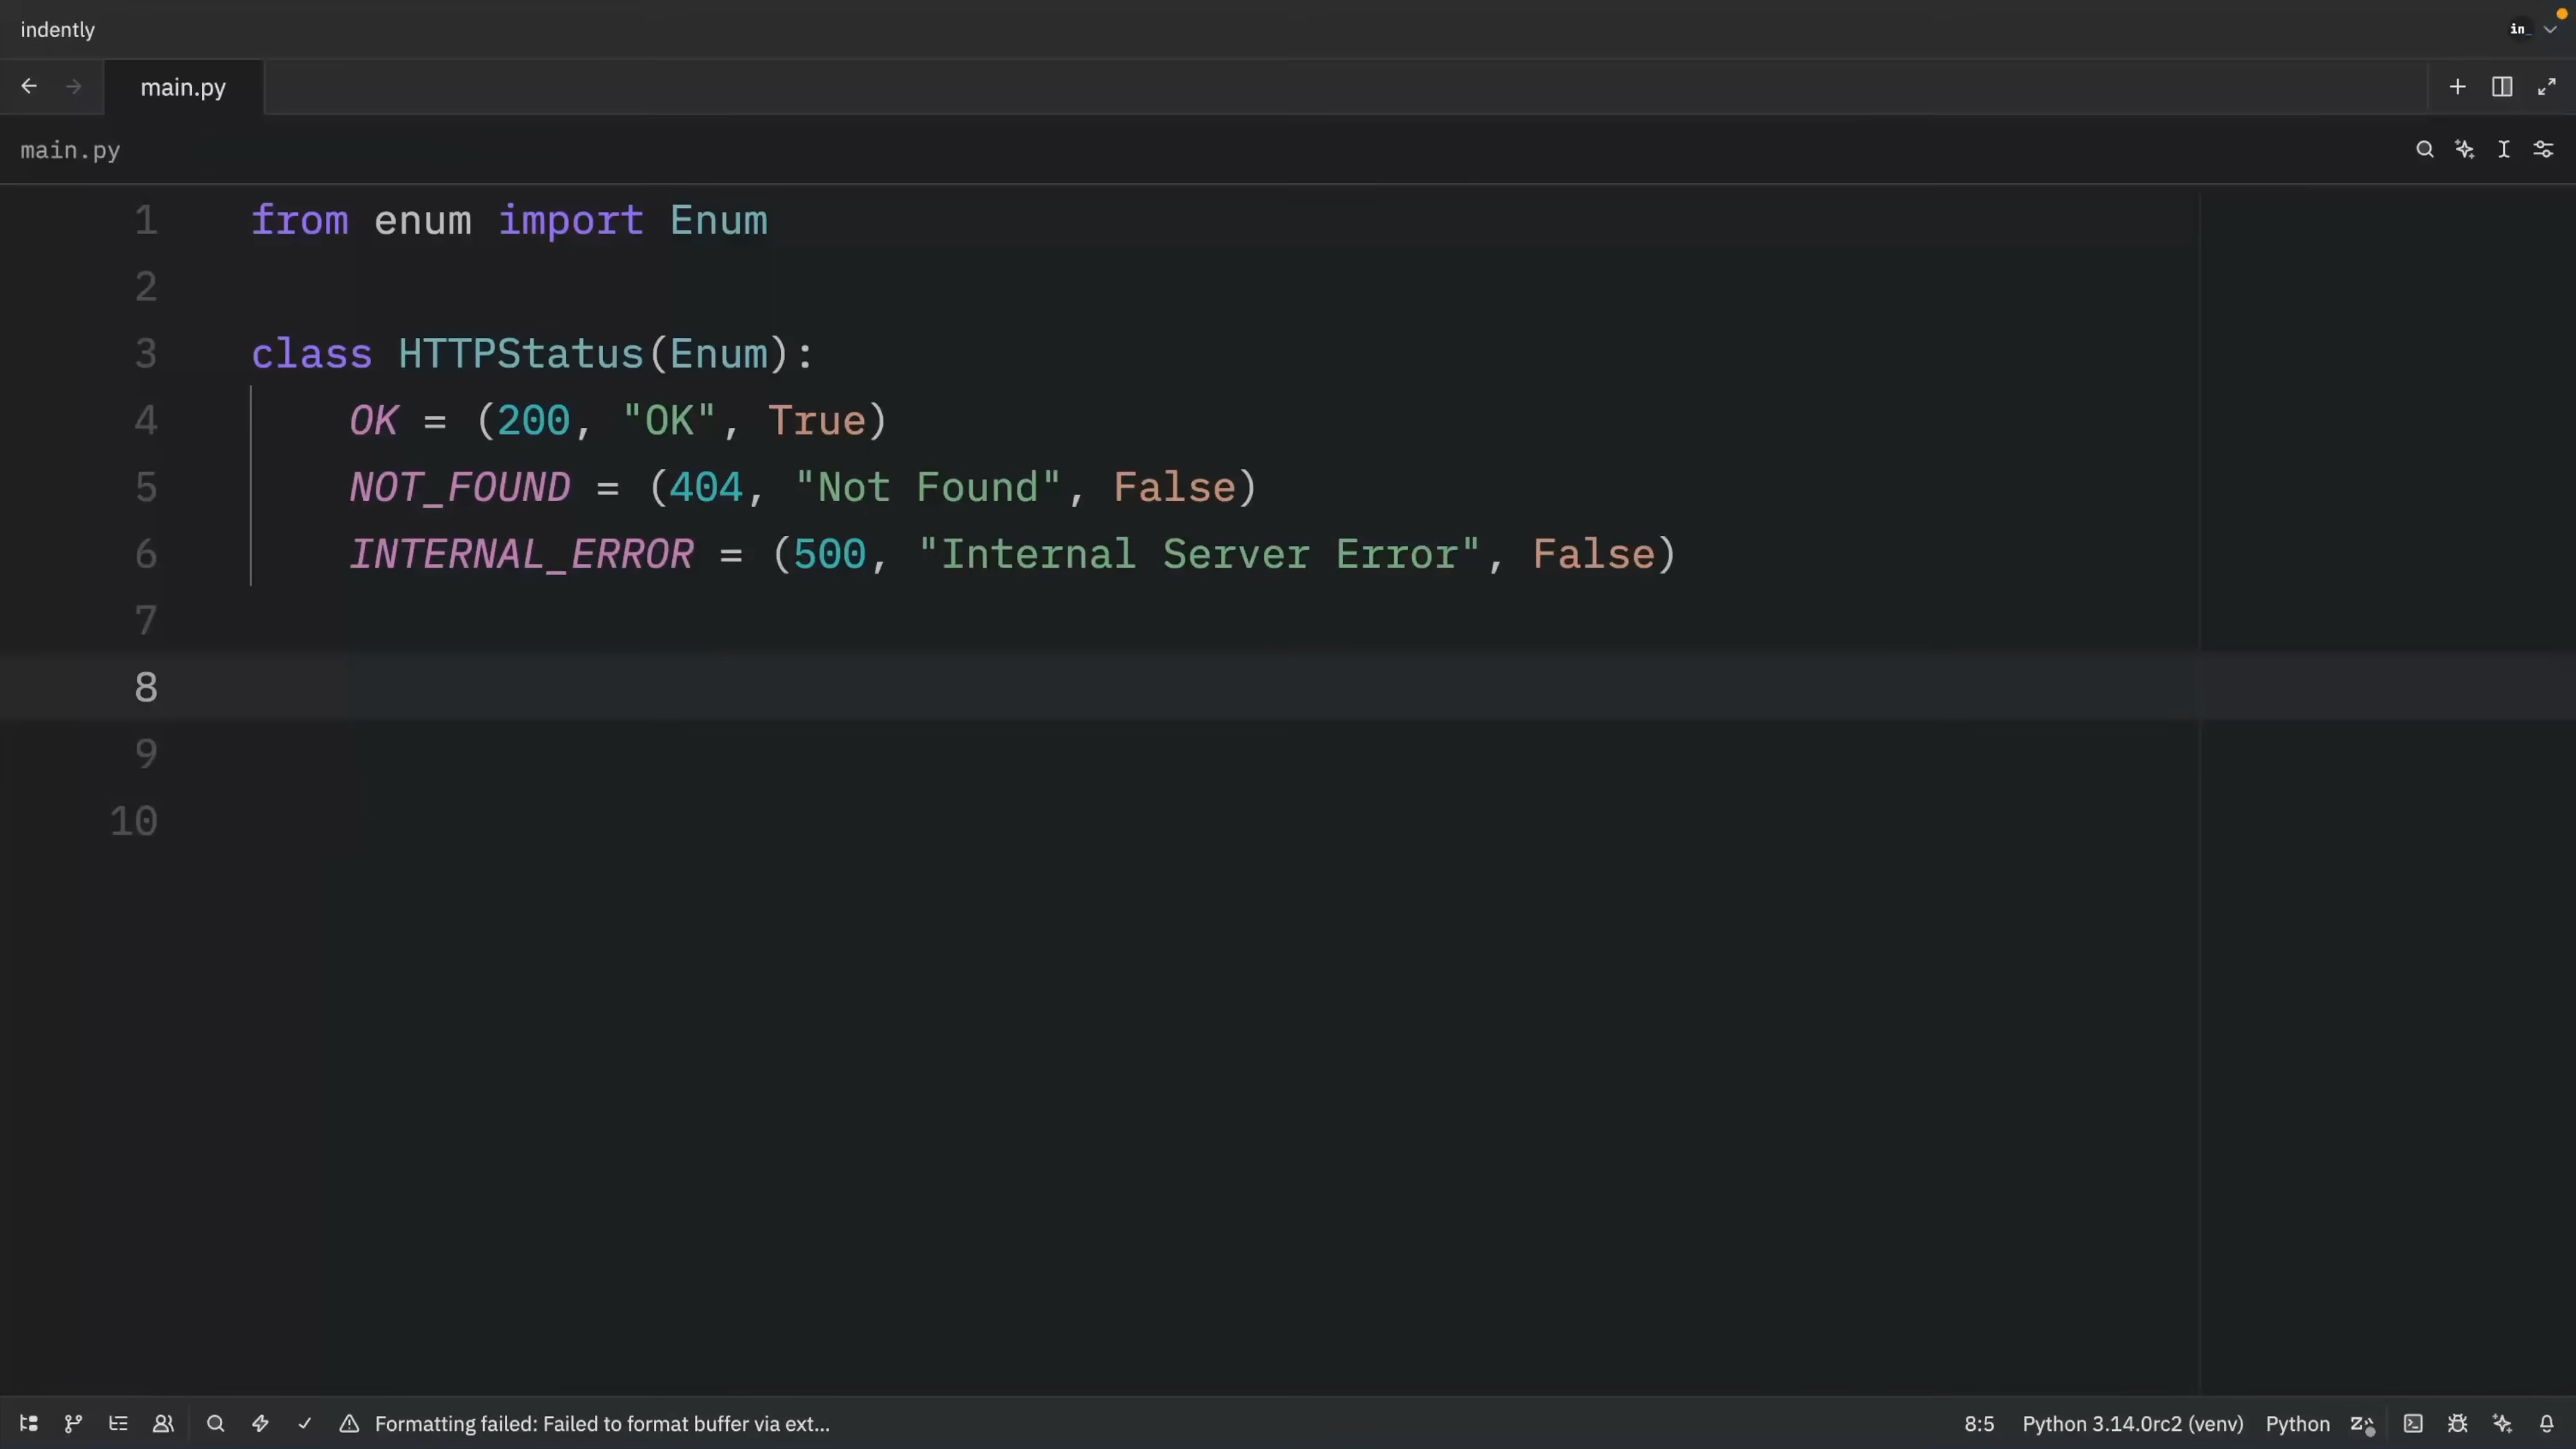 indently
in_
main.py
main.py
1 from enum import Enum
2
3 class HTTPStatus(Enum):
4     OK = (200, "OK", True)
5     NOT_FOUND = (404, "Not Found", False)
6     INTERNAL_ERROR = (500, "Internal Server Error", False)
7
8
9
10
Formatting failed: Failed to format buffer via ext…
8:5 Python 3.14.0rc2 (venv) Python